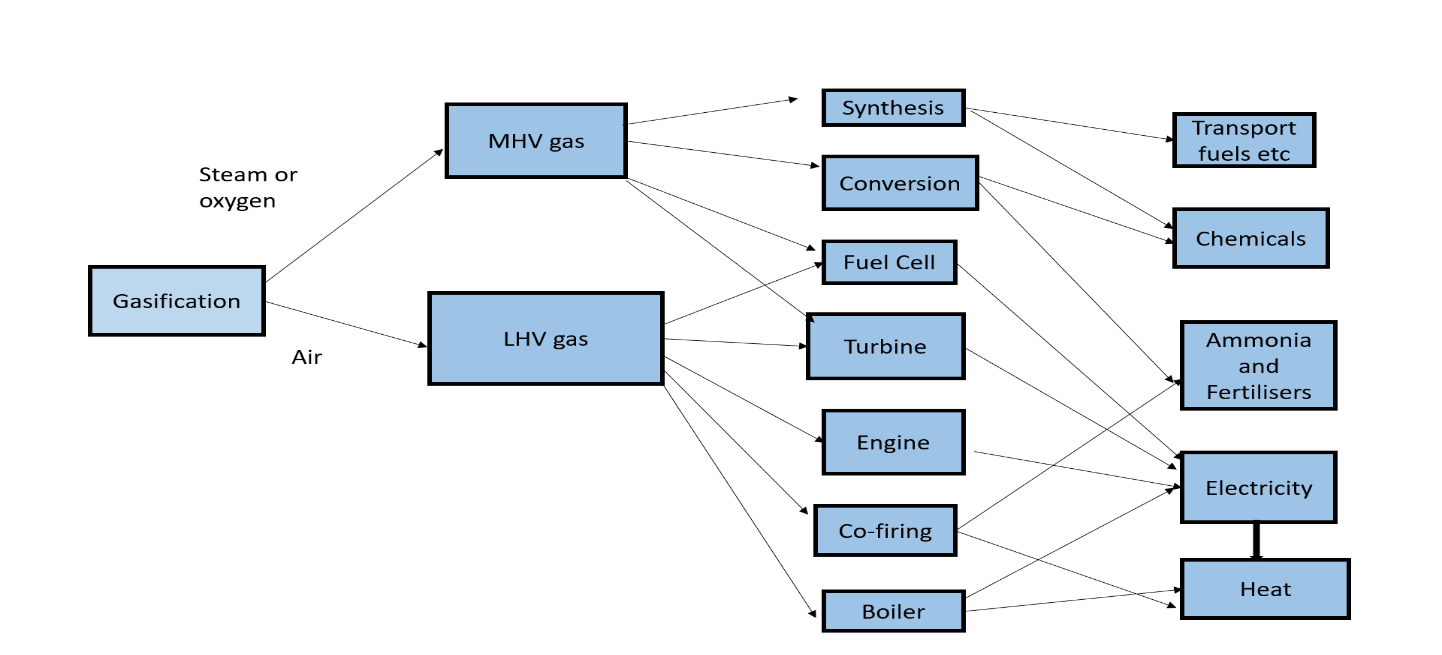 Steam or
oxygen
Gasification
Air
MHV gas
LHV gas
Synthesis
Conversion
Fuel Cell
Turbine
Engine
Co-firing
Boiler
Transport
fuels etc
Chemicals
Ammonia
and
Fertilisers
Electricity
Heat